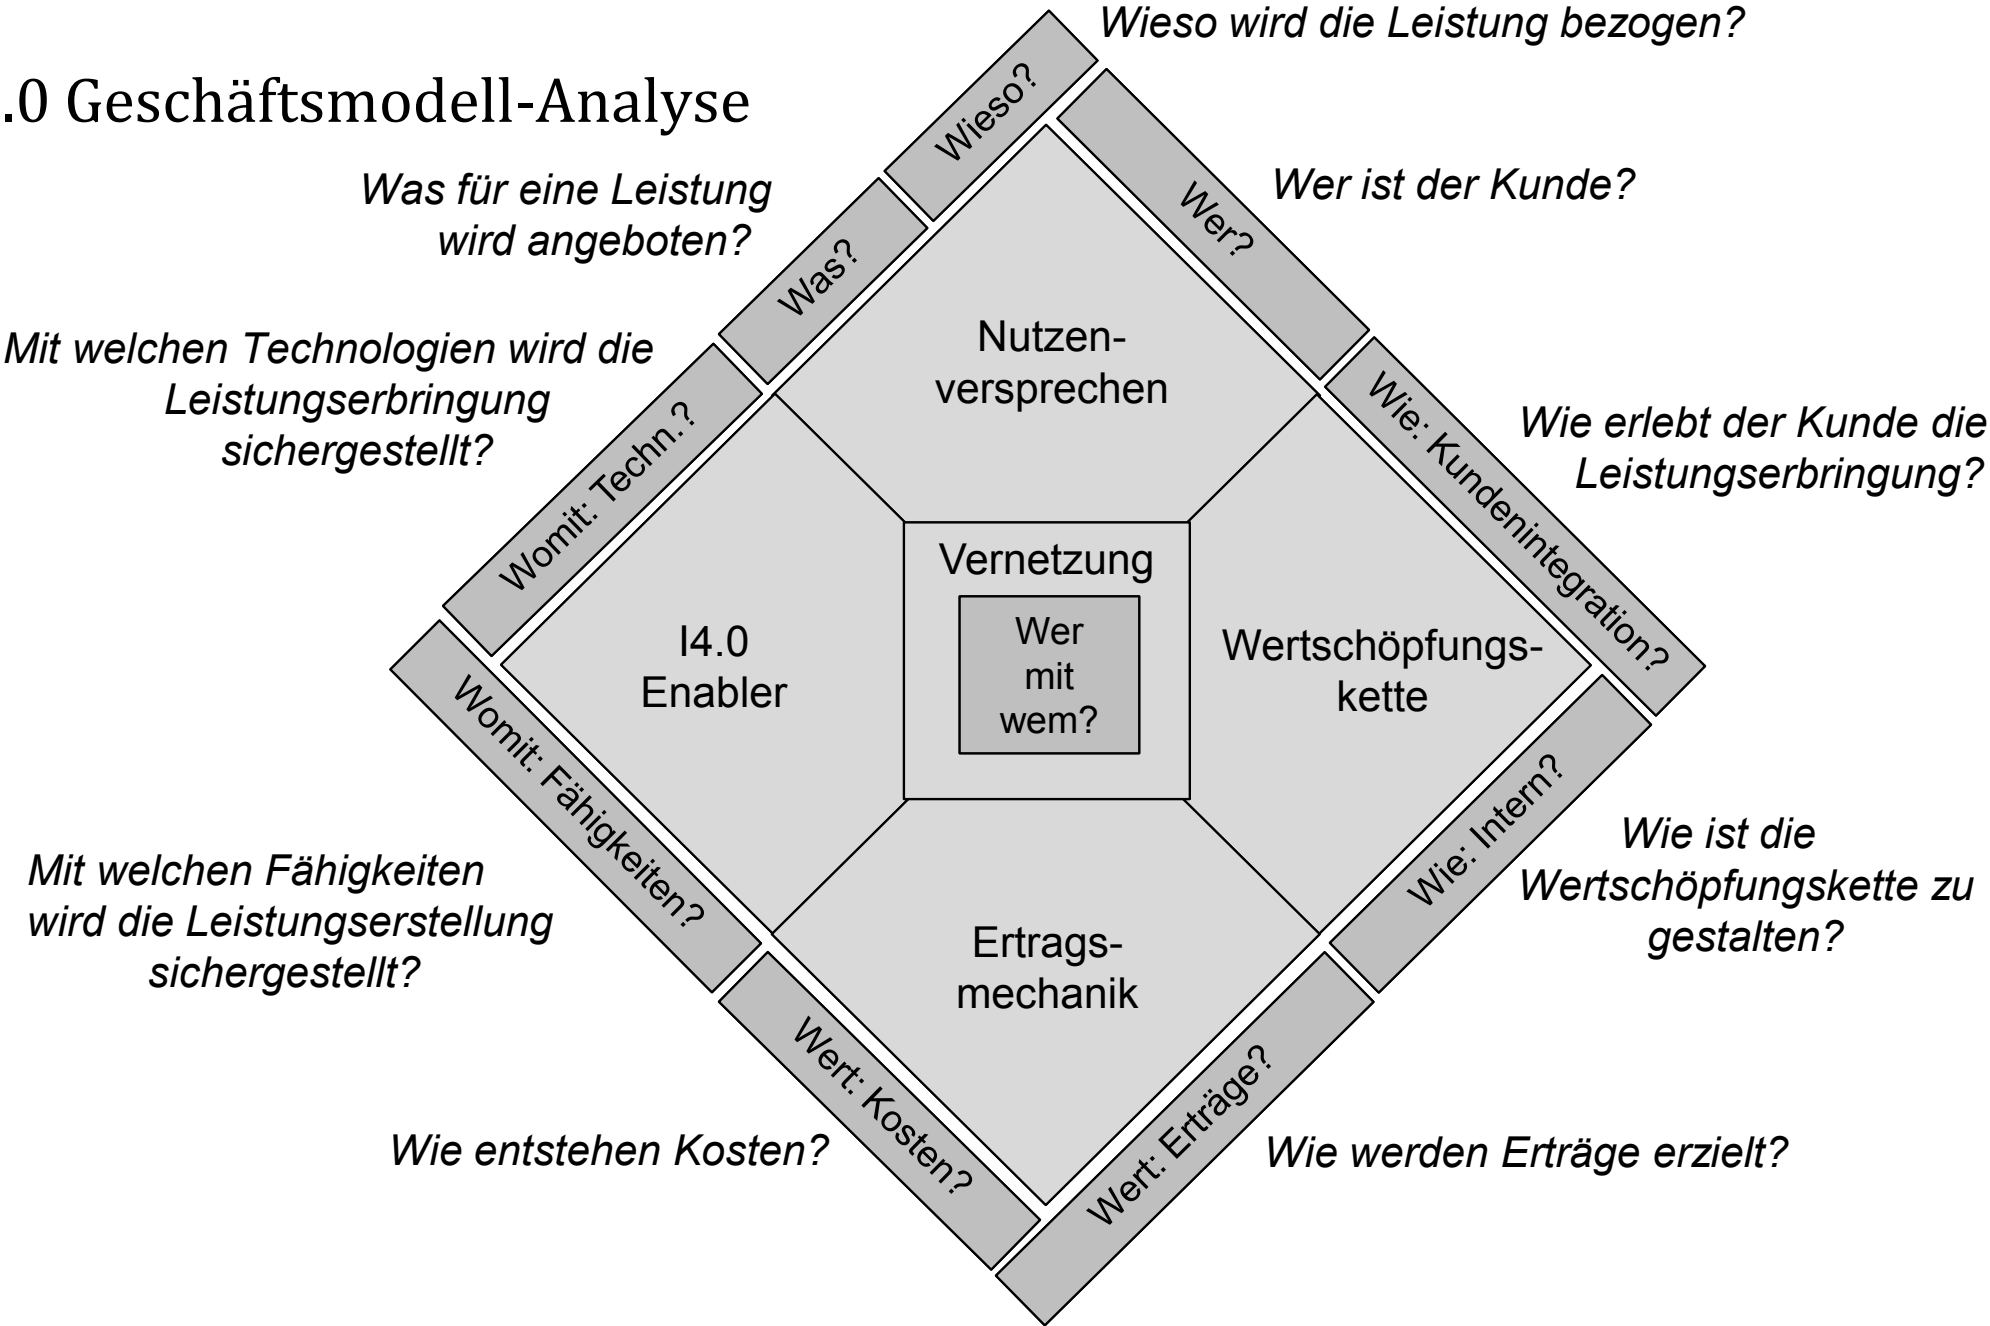 Wieso wird die Leistung bezogen?
.0 Geschäftsmodell-Analyse
Wieso?
Was für eine Leistung
wird angeboten?
Wer ist der Kunde?
Wer?
Was?
Mit welchen Technologien wird die
Leistungserbringung
sichergestellt?
Nutzen-
versprechen
Womit: Techn.?
Wie: Kundenintegration?
Wie erlebt der Kunde die
Leistungserbringung?
Vernetzung
Wer
mit
wem?
I4.0
Enabler
Wertschöpfungs-
kette
Womit: Fähigkeiten?
Wie: Intern?
Mit welchen Fähigkeiten
wird die Leistungserstellung
sichergestellt?
Wie ist die
Wertschöpfungskette zu
gestalten?
Ertrags-
mechanik
Wert: Kosten?
Wert: Erträge?
Wie entstehen Kosten?
Wie werden Erträge erzielt?